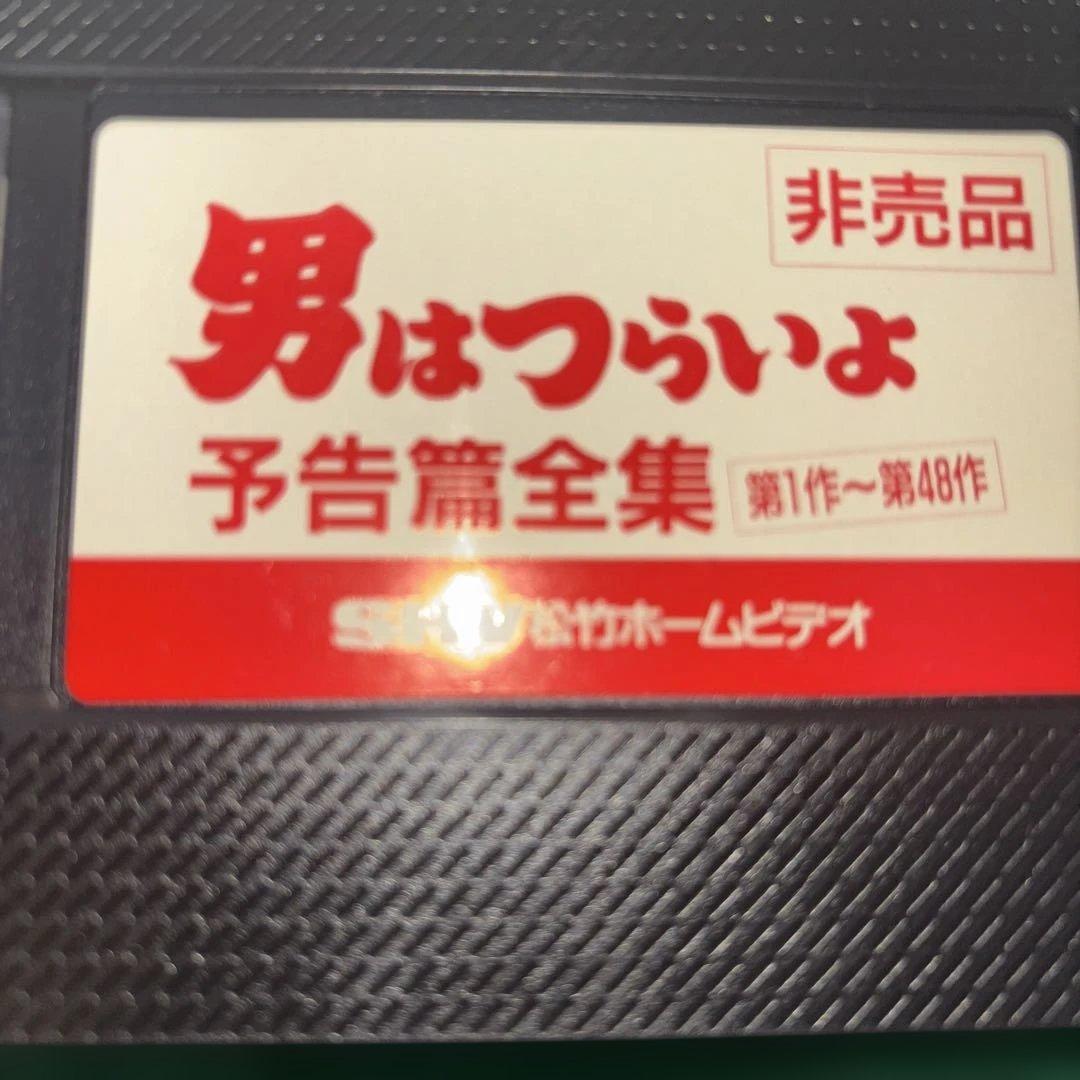 非売品
男はつらいよ
予告篇全集 第1作～第48作
SHV 松竹ホームビデオ